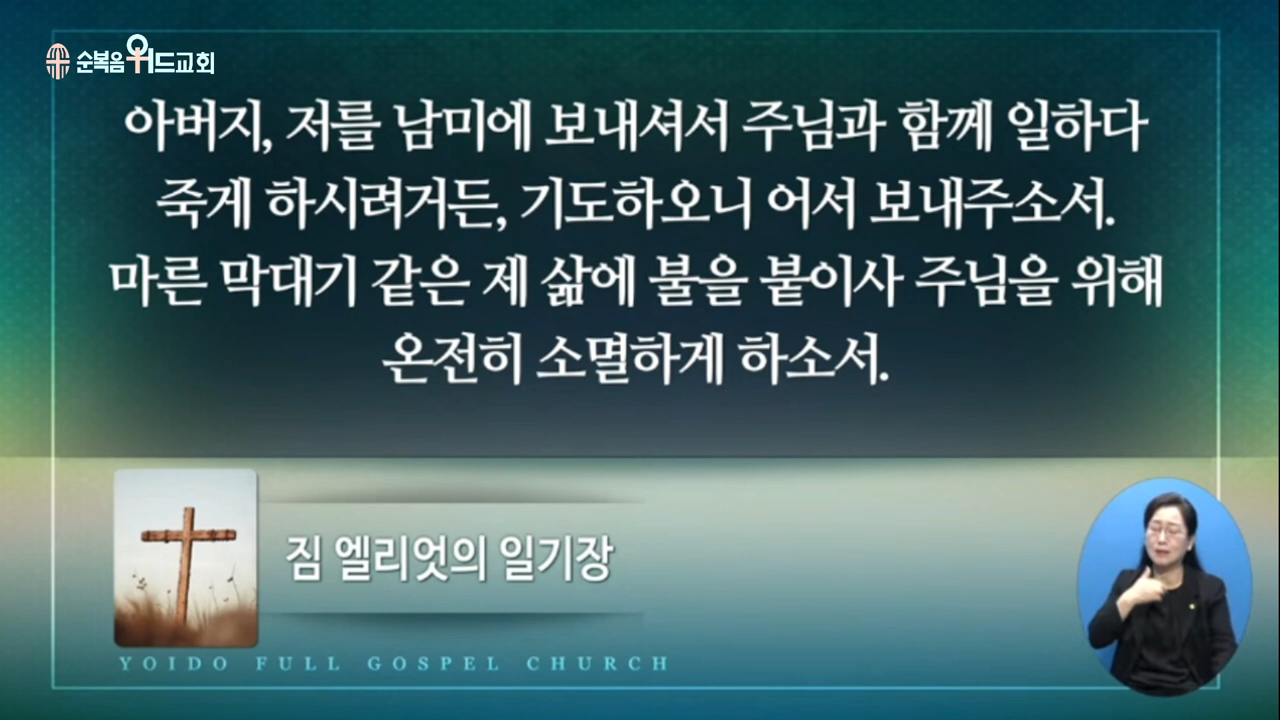 순복음워드교회
아버지, 저를 남미에 보내셔서 주님과 함께 일하다
죽게 하시려거든, 기도하오니 어서 보내주소서.
마른 막대기 같은 제 삶에 불을 붙이사 주님을 위해
온전히 소멸하게 하소서.
짐 엘리엇의 일기장
YOIDO FULL GOSPEL CHURCH